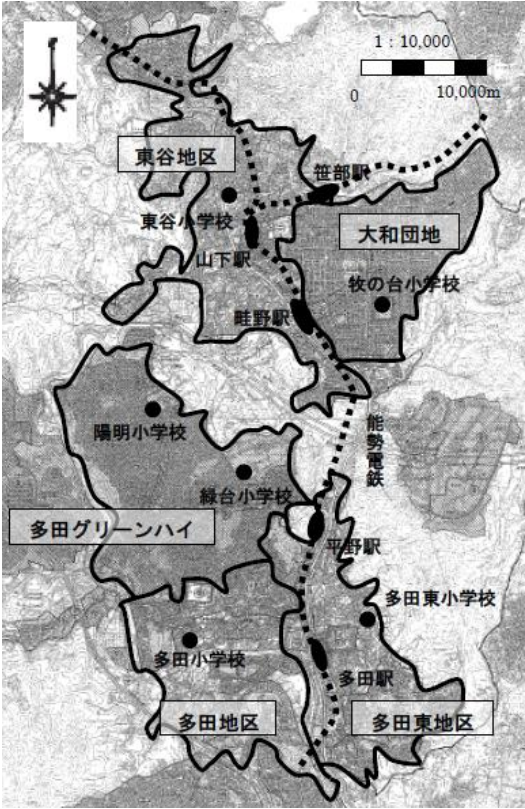 1：10,000
0
10,000m
東谷地区
笹部駅
東谷小学校
大和団地
山下駅
牧の台小学校
畦野駅
陽明小学校
能勢電鉄
緑台小学校
多田グリーンハイ
平野駅
多田東小学校
多田小学校
多田駅
多田地区
多田東地区